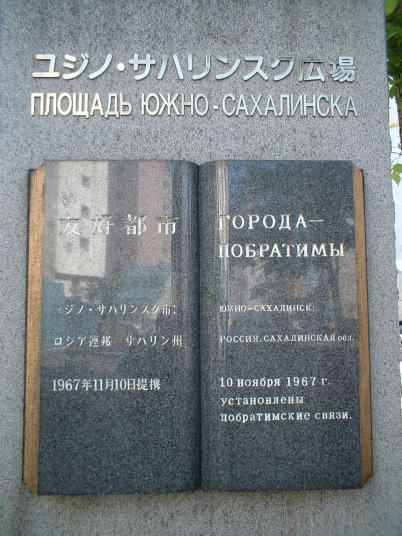 ユジノ・サハリンスク広場
ПЛОЩАДЬ ЮЖНО-САХАЛИНСКА
友好都市
ユジノ・サハリンスク市:
ロシア連邦 サハリン州
1967年11月10日提携
ГОРОДА-
ПОБРАТИМЫ
ЮЖНО-САХАЛИНСК:
РОССИЯ, САХАЛИНСКАЯ обл.
10 ноября 1967 г.
установлены
побратимские связи.